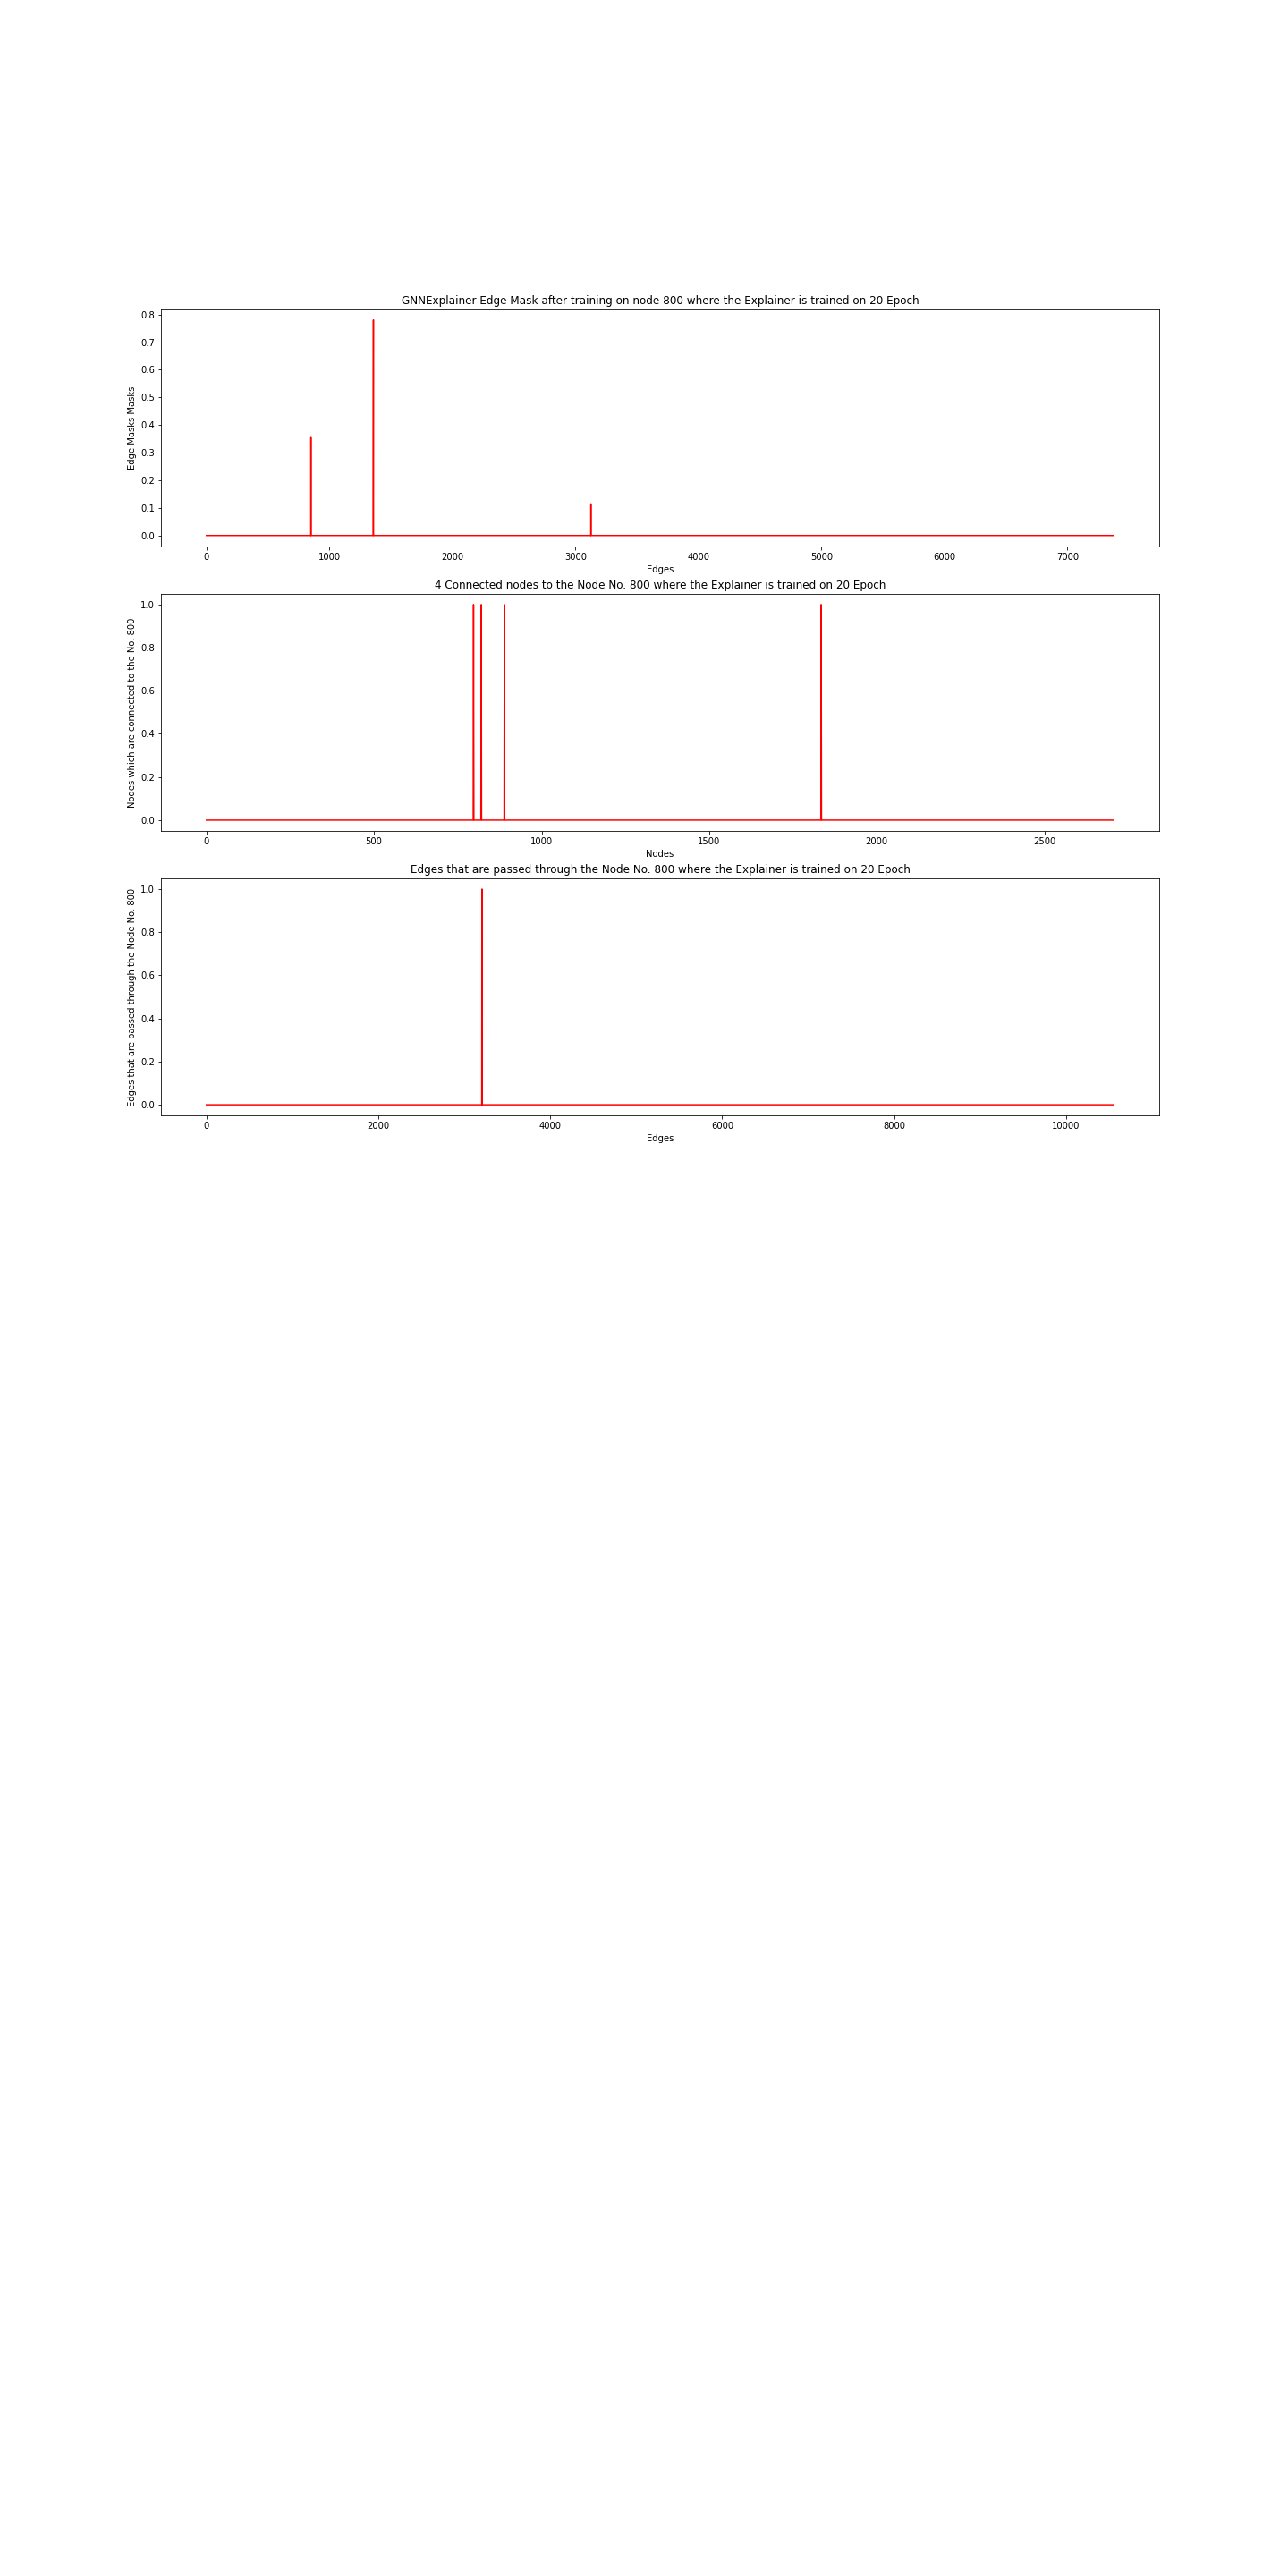 GNNExplainer Edge Mask after training on node 800 where the Explainer is trained on 20 Epoch
Edge Masks Masks
0.8
0.7
0.6
0.5
0.4
0.3
0.2
0.1
0.0
0 1000 2000 3000 4000 5000 6000 7000
Edges
4 Connected nodes to the Node No. 800 where the Explainer is trained on 20 Epoch
Nodes which are connected to the No. 800
1.0
0.8
0.6
0.4
0.2
0.0
0 500 1000 1500 2000 2500
Nodes
Edges that are passed through the Node No. 800 where the Explainer is trained on 20 Epoch
Edges that are passed through the Node No. 800
1.0
0.8
0.6
0.4
0.2
0.0
0 2000 4000 6000 8000 10000
Edges